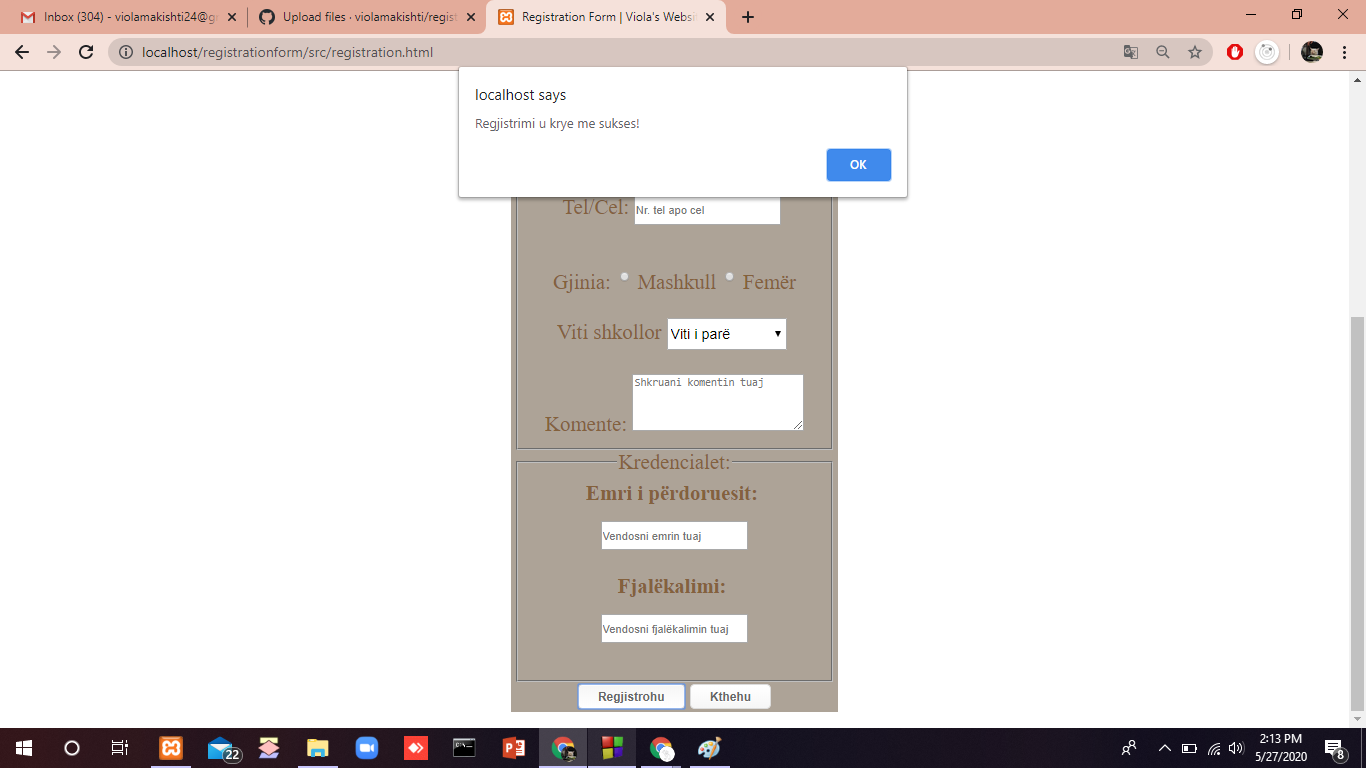 Inbox (304) - violamakishti24@g
Upload files · violamakishti/regist
Registration Form | Viola's Websi
localhost/registrationform/src/registration.html
localhost says
Regjistrimi u krye me sukses!
OK
Tel/Cel: Nr. tel apo cel
Gjinia: Mashkull Femër
Viti shkollor Viti i parë
Shkruani komentin tuaj
Komente:
Kredencialet:
Emri i përdoruesit:
Vendosni emrin tuaj
Fjalëkalimi:
Vendosni fjalëkalimin tuaj
Regjistrohu Kthehu
22
2:13 PM
5/27/2020
8